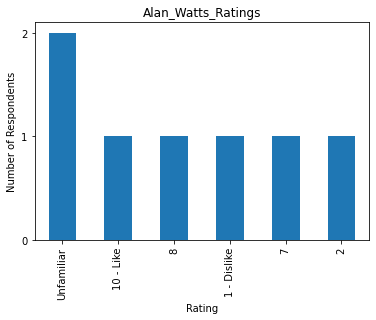 Alan_Watts_Ratings
Number of Respondents
2
1
0
Unfamiliar
10 - Like
8
1 - Dislike
7
2
Rating